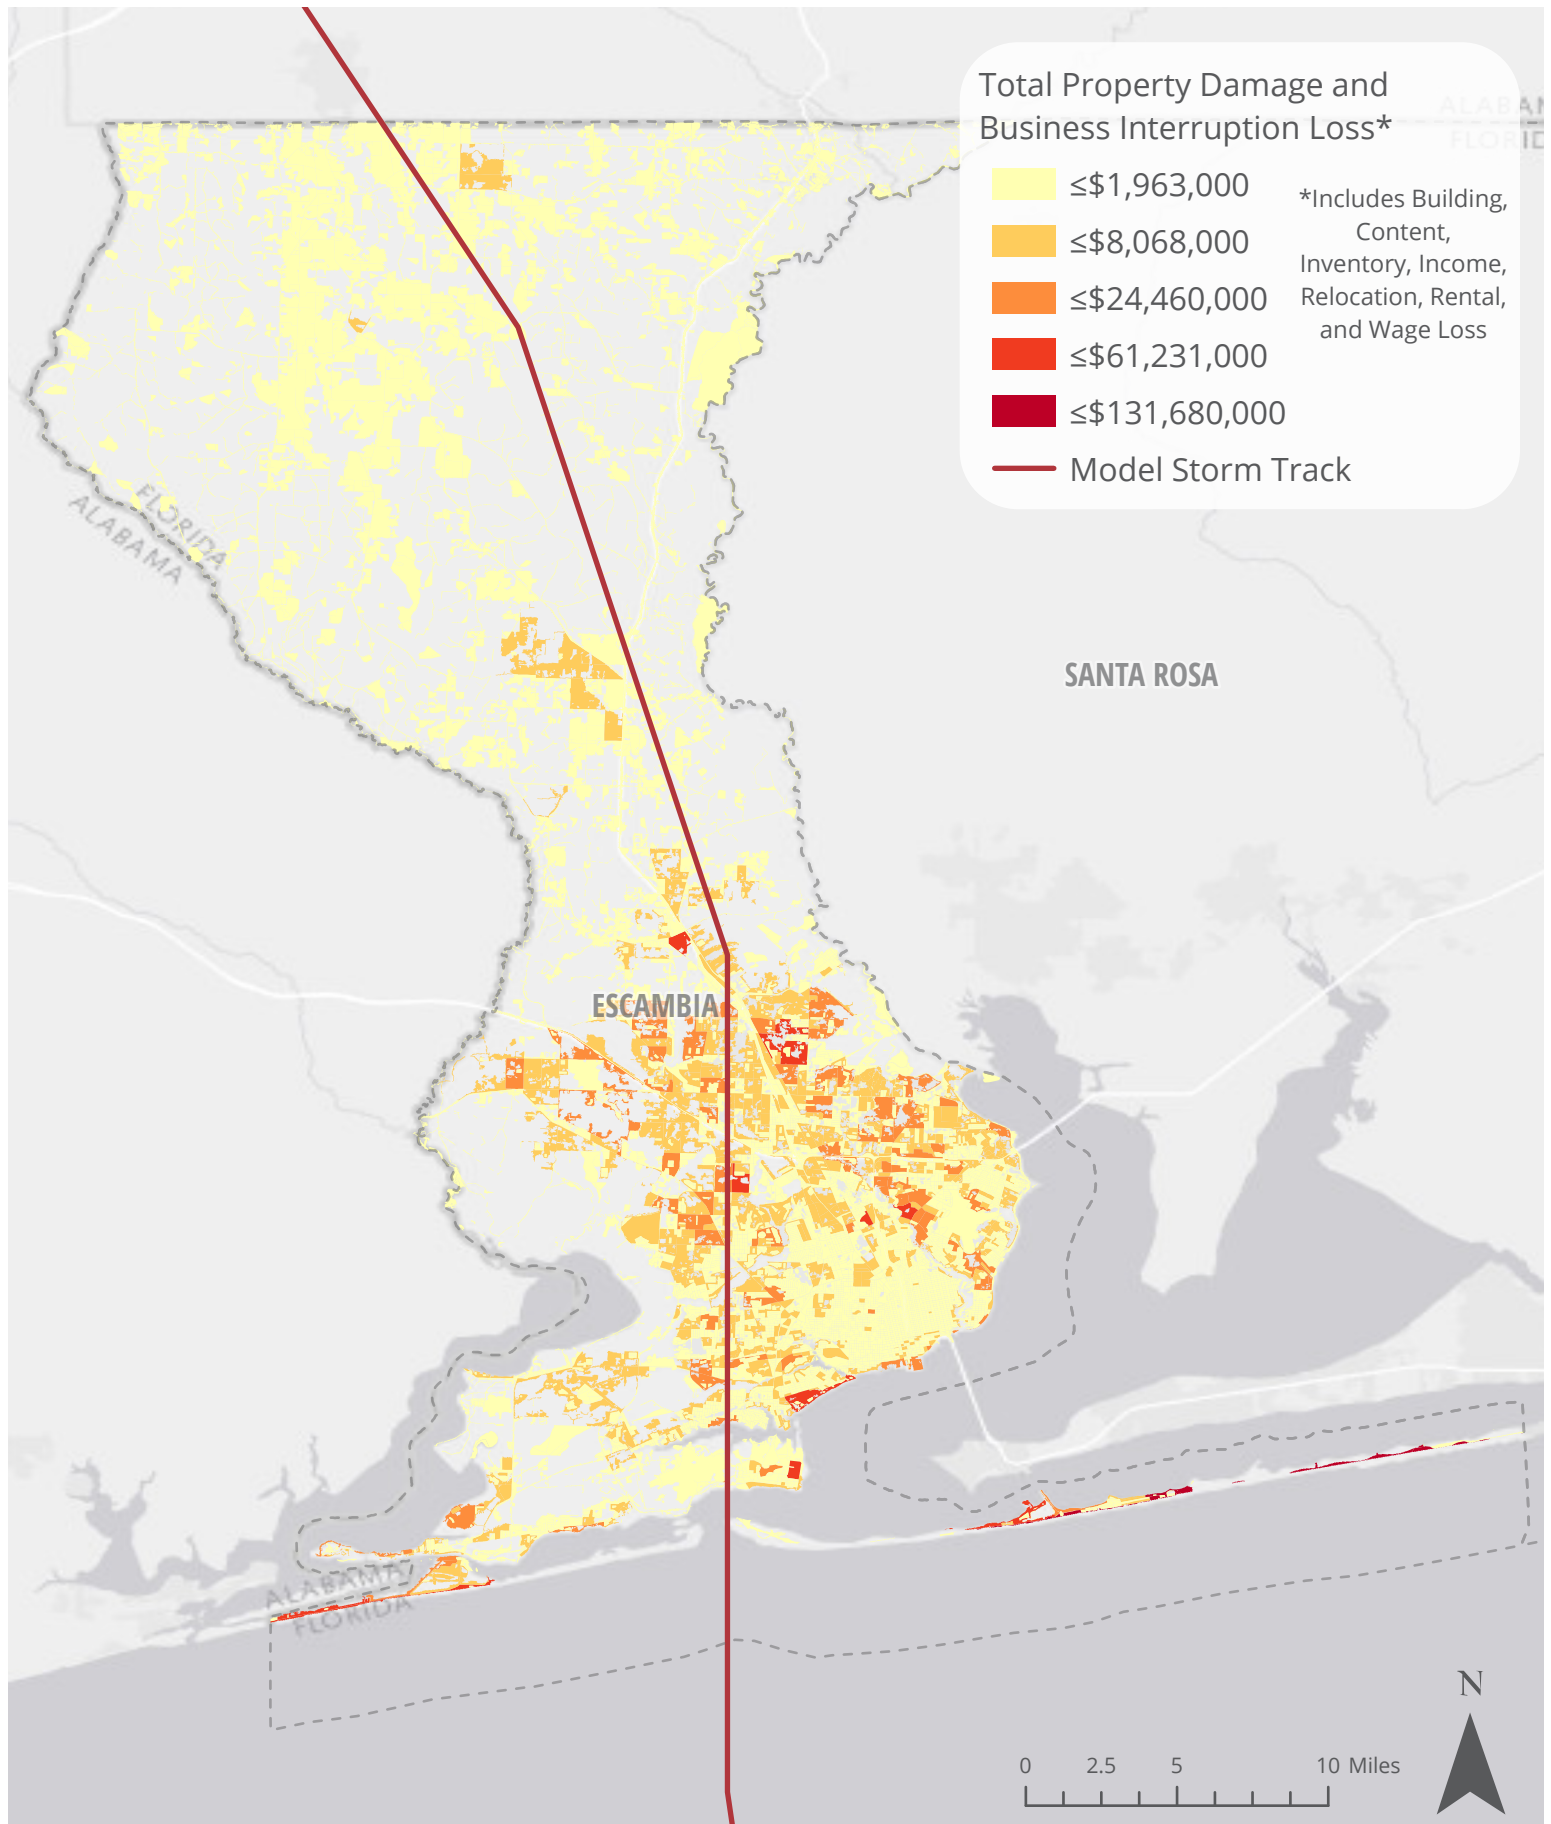 Total Property Damage and
Business Interruption Loss*
≤$1,963,000
≤$8,068,000
≤$24,460,000
≤$61,231,000
≤$131,680,000
Model Storm Track
*Includes Building,
Content,
Inventory, Income,
Relocation, Rental,
and Wage Loss
FLORIDA
ALABAMA
SANTA ROSA
ESCAMBIA
ALABAMA
FLORIDA
N
0 2.5 5 10 Miles